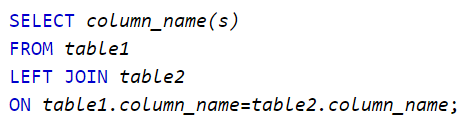 SELECT column_name(s)
FROM table1
LEFT JOIN table2
ON table1.column_name=table2.column_name;